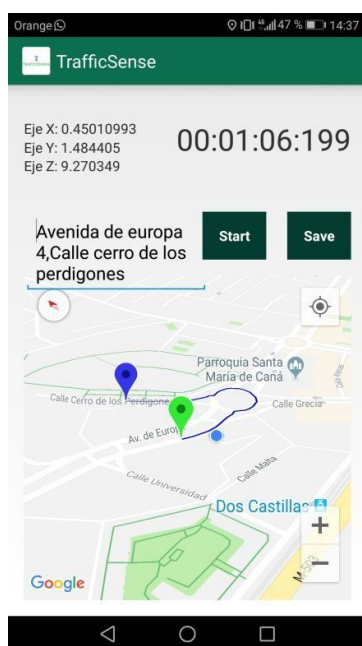 Orange
47 %
14:37
TrafficSense
Eje X: 0.45010993
Eje Y: 1.484405
Eje Z: 9.270349
00:01:06:199
Avenida de europa
4,Calle cerro de los
perdigones
Start
Save
Parroquia Santa
María de Caná
Calle Cerro de los Perdigone
Calle Grecia
Av. de Europ
Calle Malta
Calle Universidad
Dos Castillas
+
M-503
−
Google